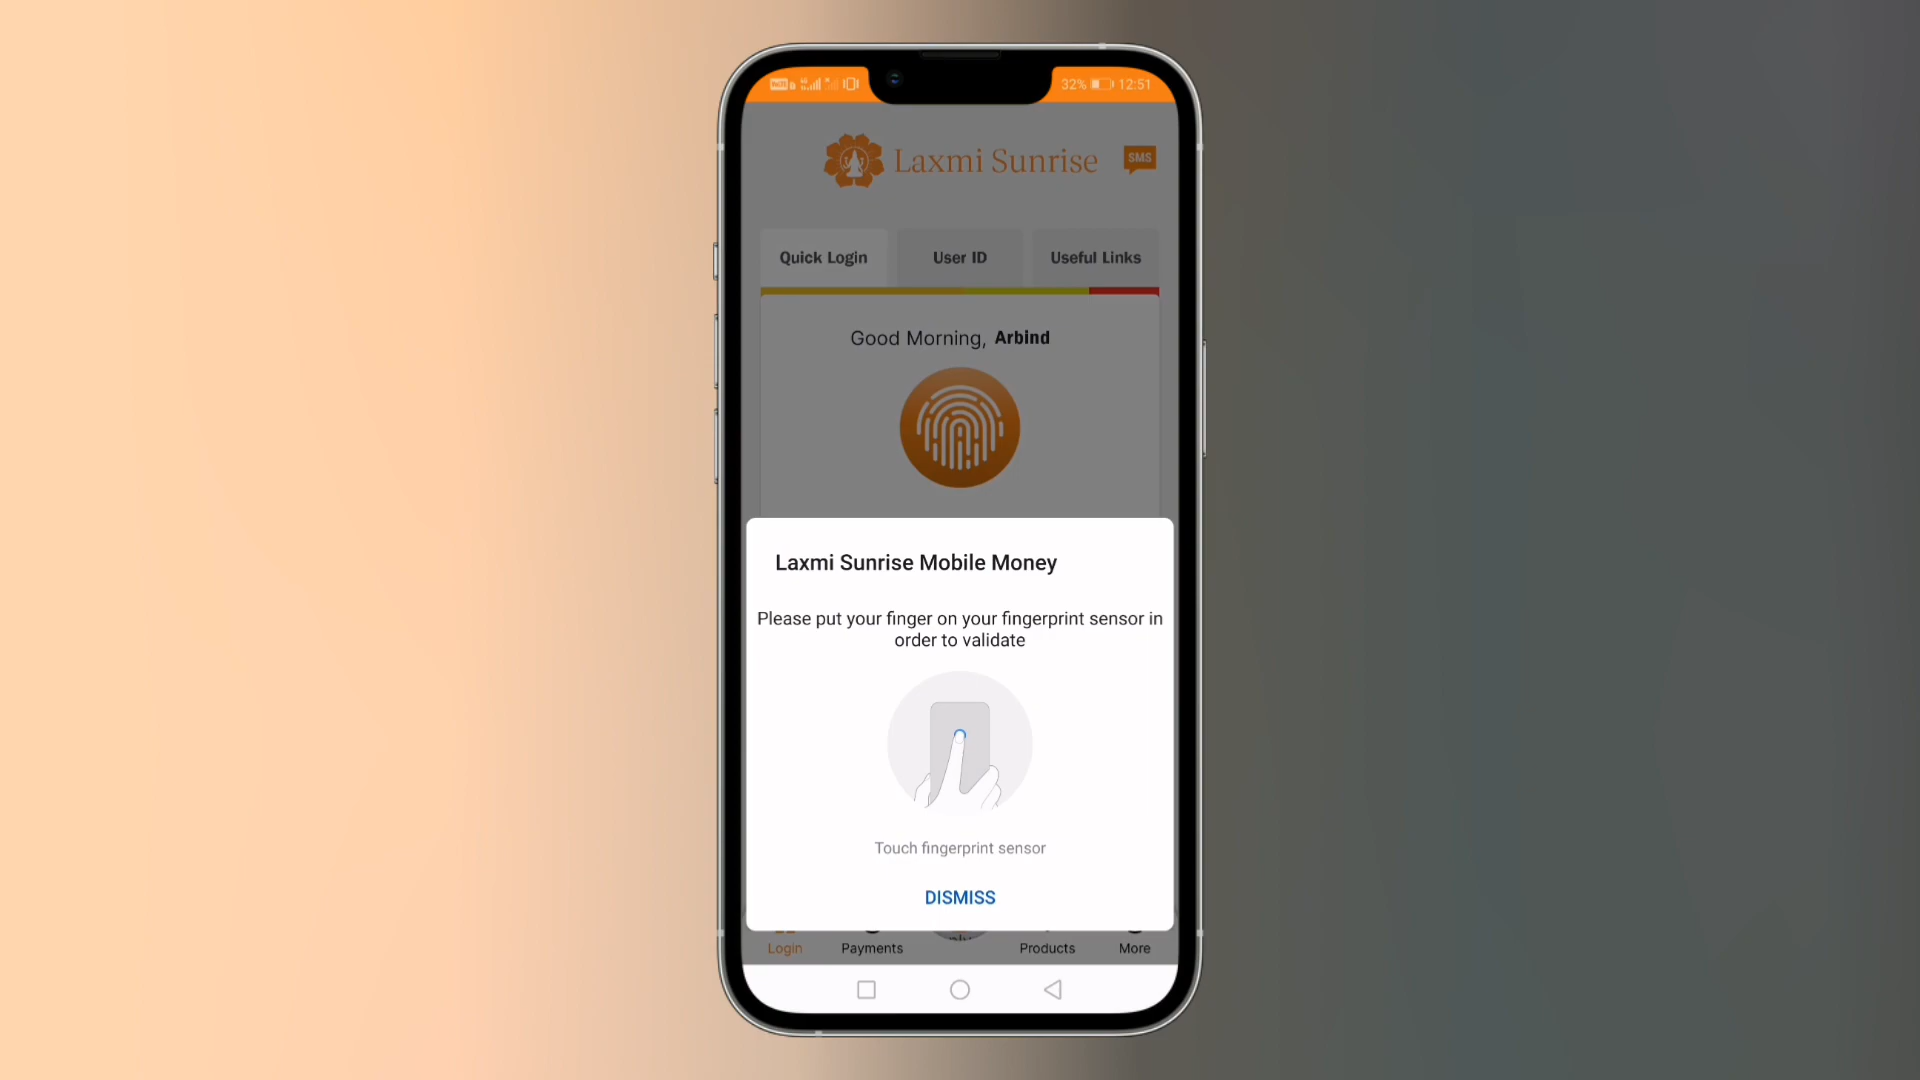 32% 12:51
Laxmi Sunrise
SMS
Quick Login
User ID
Useful Links
Good Morning, Arbind
Laxmi Sunrise Mobile Money
Please put your finger on your fingerprint sensor in
order to validate
Touch fingerprint sensor
DISMISS
Login
Payments
Products
More